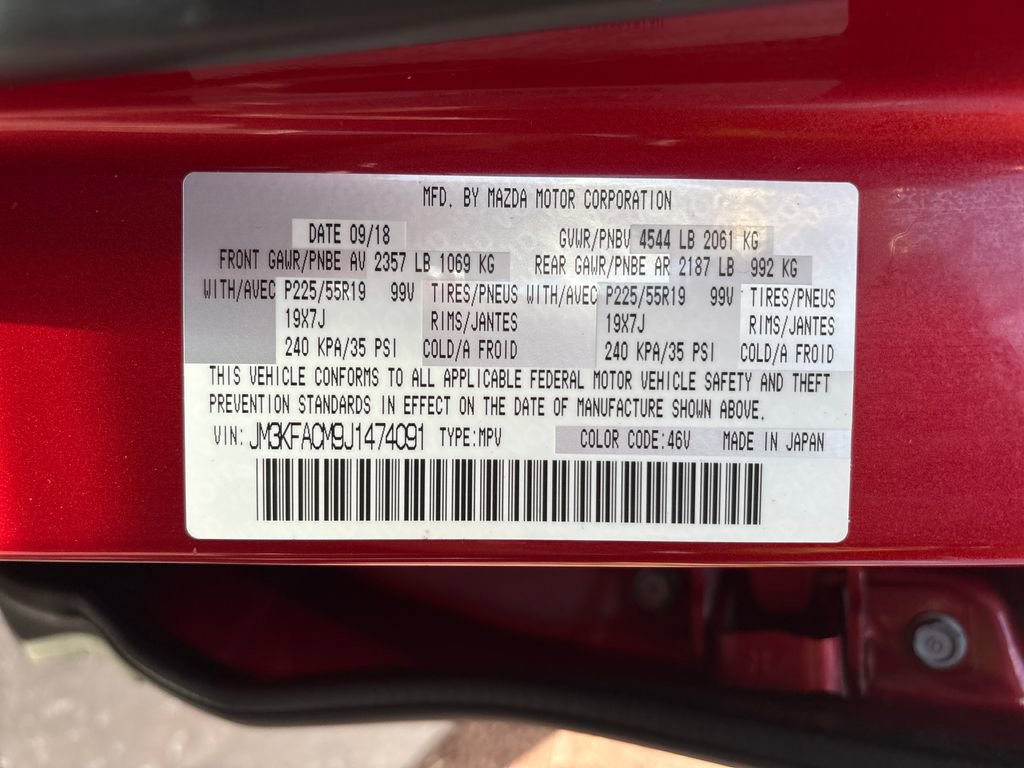 MFD. BY MAZDA MOTOR CORPORATION
DATE 09/18 GVWR/PNBV 4544 LB 2061 KG
FRONT GAWR/PNBE AV 2357 LB 1069 KG REAR GAWR/PNBE AR 2187 LB 992 KG
WITH/AVEC P225/55R19 99V TIRES/PNEUS WITH/AVEC P225/55R19 99V TIRES/PNEUS
19X7J RIMS/JANTES 19X7J RIMS/JANTES
240 KPA/35 PSI COLD/A FROID 240 KPA/35 PSI COLD/A FROID
THIS VEHICLE CONFORMS TO ALL APPLICABLE FEDERAL MOTOR VEHICLE SAFETY AND THEFT
PREVENTION STANDARDS IN EFFECT ON THE DATE OF MANUFACTURE SHOWN ABOVE.
VIN: JM3KFACM9J1474091 TYPE:MPV COLOR CODE:46V MADE IN JAPAN